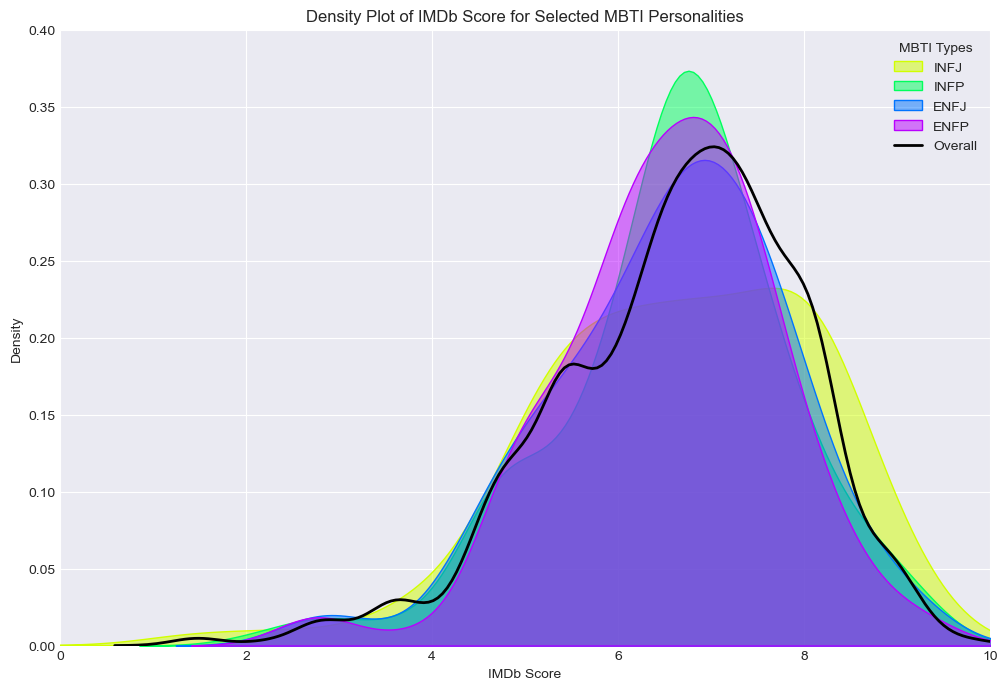 Density Plot of IMDb Score for Selected MBTI Personalities
0.40
0.35
0.30
0.25
0.20
0.15
0.10
0.05
0.00
Density
0
2
4
6
8
10
IMDb Score
MBTI Types
INFJ
INFP
ENFJ
ENFP
Overall